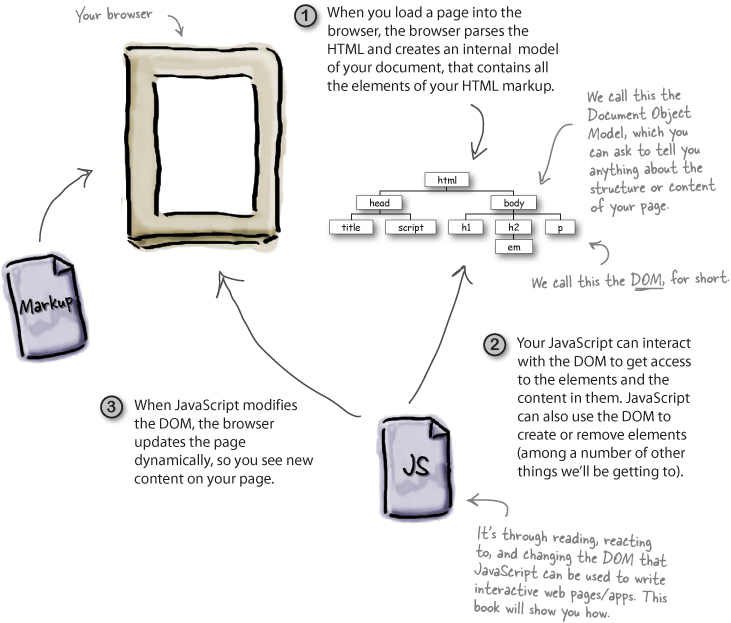 Your browser
1
When you load a page into the
browser, the browser parses the
HTML and creates an internal model
of your document, that contains all
the elements of your HTML markup.
We call this the
Document Object
Model, which you
can ask to tell you
anything about the
structure or content
of your page.
html
head
body
title
script
h1
h2
p
em
We call this the DOM, for short.
Markup
2
Your JavaScript can interact
with the DOM to get access
to the elements and the
content in them. JavaScript
can also use the DOM to
create or remove elements
(among a number of other
things we'll be getting to).
3
When JavaScript modifies
the DOM, the browser
updates the page
dynamically, so you see new
content on your page.
JS
It's through reading, reacting
to, and changing the DOM that
JavaScript can be used to write
interactive web pages/apps. This
book will show you how.